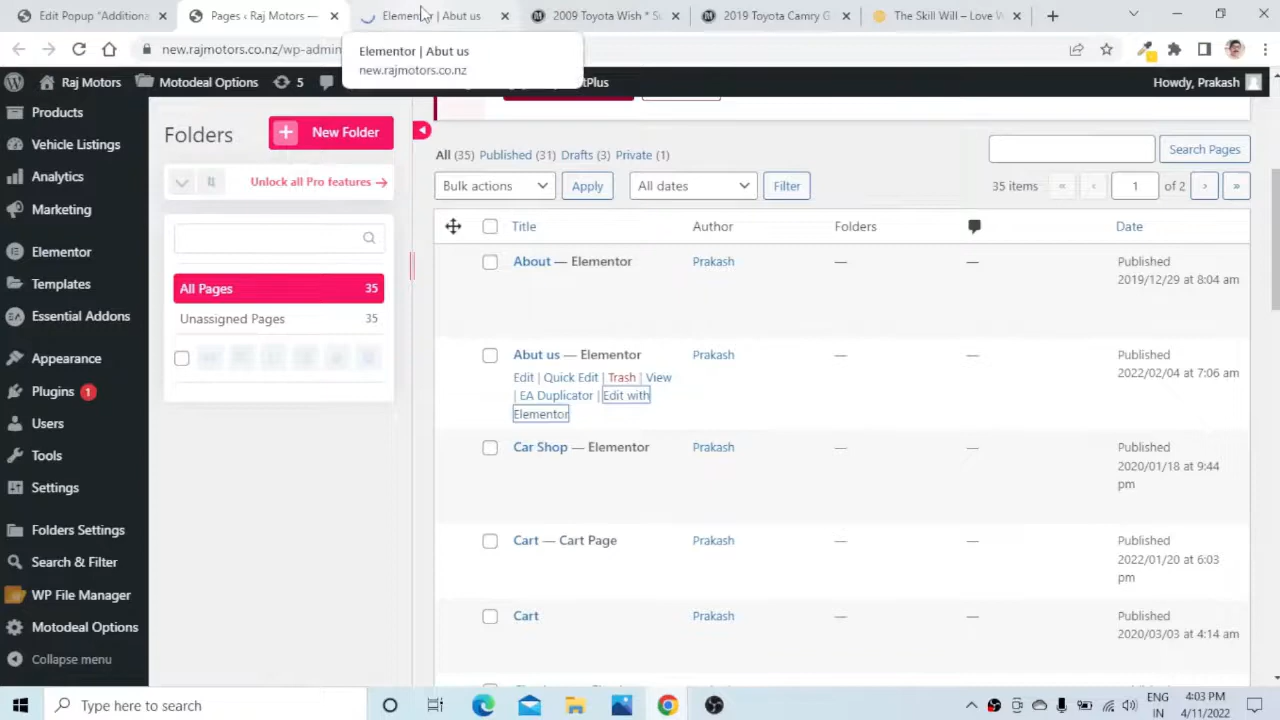 Edit Popup "Additiona
Pages ‹ Raj Motors —
Elementor | Abut us
2009 Toyota Wish * Su
2019 Toyota Camry G
The Skill Will – Love W
new.rajmotors.co.nz/wp-admin
Elementor | Abut us
new.rajmotors.co.nz
Raj Motors
Motodeal Options
5
Howdy, Prakash
Products
Vehicle Listings
Analytics
Marketing
Elementor
Templates
Essential Addons
Appearance
Plugins 1
Users
Tools
Settings
Folders Settings
Search & Filter
WP File Manager
Motodeal Options
Collapse menu
Folders
New Folder
Unlock all Pro features →
All Pages 35
Unassigned Pages 35
All (35) Published (31) Drafts (3) Private (1)
Search Pages
Bulk actions
Apply
All dates
Filter
35 items « ‹ 1 of 2 › »
Title Author Folders Date
About — Elementor Prakash — — Published
2019/12/29 at 8:04 am
Abut us — Elementor Prakash — — Published
2022/02/04 at 7:06 am
Edit | Quick Edit | Trash | View
| EA Duplicator | Edit with
Elementor
Car Shop — Elementor Prakash — — Published
2020/01/18 at 9:44
pm
Cart — Cart Page Prakash — — Published
2022/01/20 at 6:03
pm
Cart Prakash — — Published
2020/03/03 at 4:14 am
Type here to search
ENG
IN
4:03 PM
4/11/2022